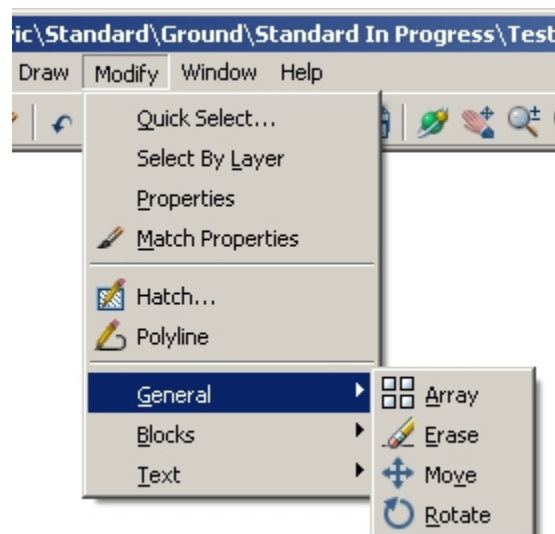 ric\Standard\Ground\Standard In Progress\Test
Draw Modify Window Help
Quick Select...
Select By Layer
Properties
Match Properties
Hatch...
Polyline
General
Blocks
Text
Array
Erase
Move
Rotate